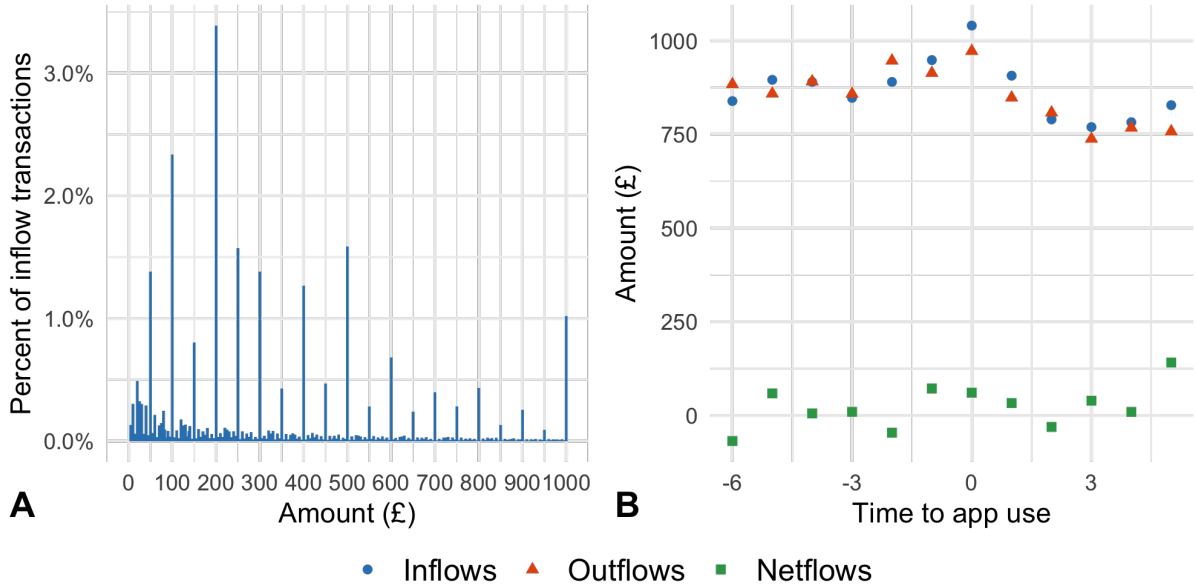 Percent of inflow transactions
3.0%
2.0%
1.0%
0.0%
0 100 200 300 400 500 600 700 800 900 1000
Amount (£)
A
Amount (£)
1000
750
500
250
0
-6 -3 0 3
Time to app use
B
Inflows Outflows Netflows